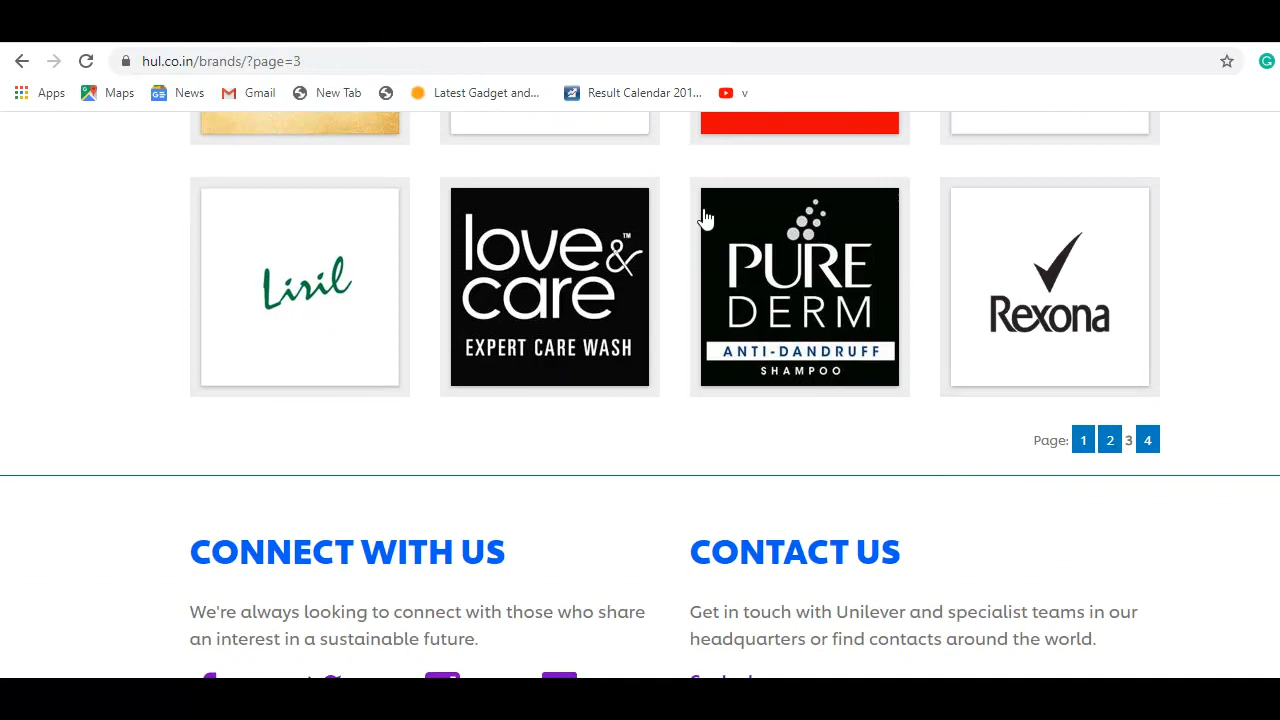 hul.co.in/brands/?page=3
Apps Maps News Gmail New Tab Latest Gadget and... Result Calendar 201... v
Liril
love &™
care
EXPERT CARE WASH
PURE
DERM
ANTI-DANDRUFF
SHAMPOO
Rexona
Page: 1 2 3 4
CONNECT WITH US
We're always looking to connect with those who share
an interest in a sustainable future.
CONTACT US
Get in touch with Unilever and specialist teams in our
headquarters or find contacts around the world.